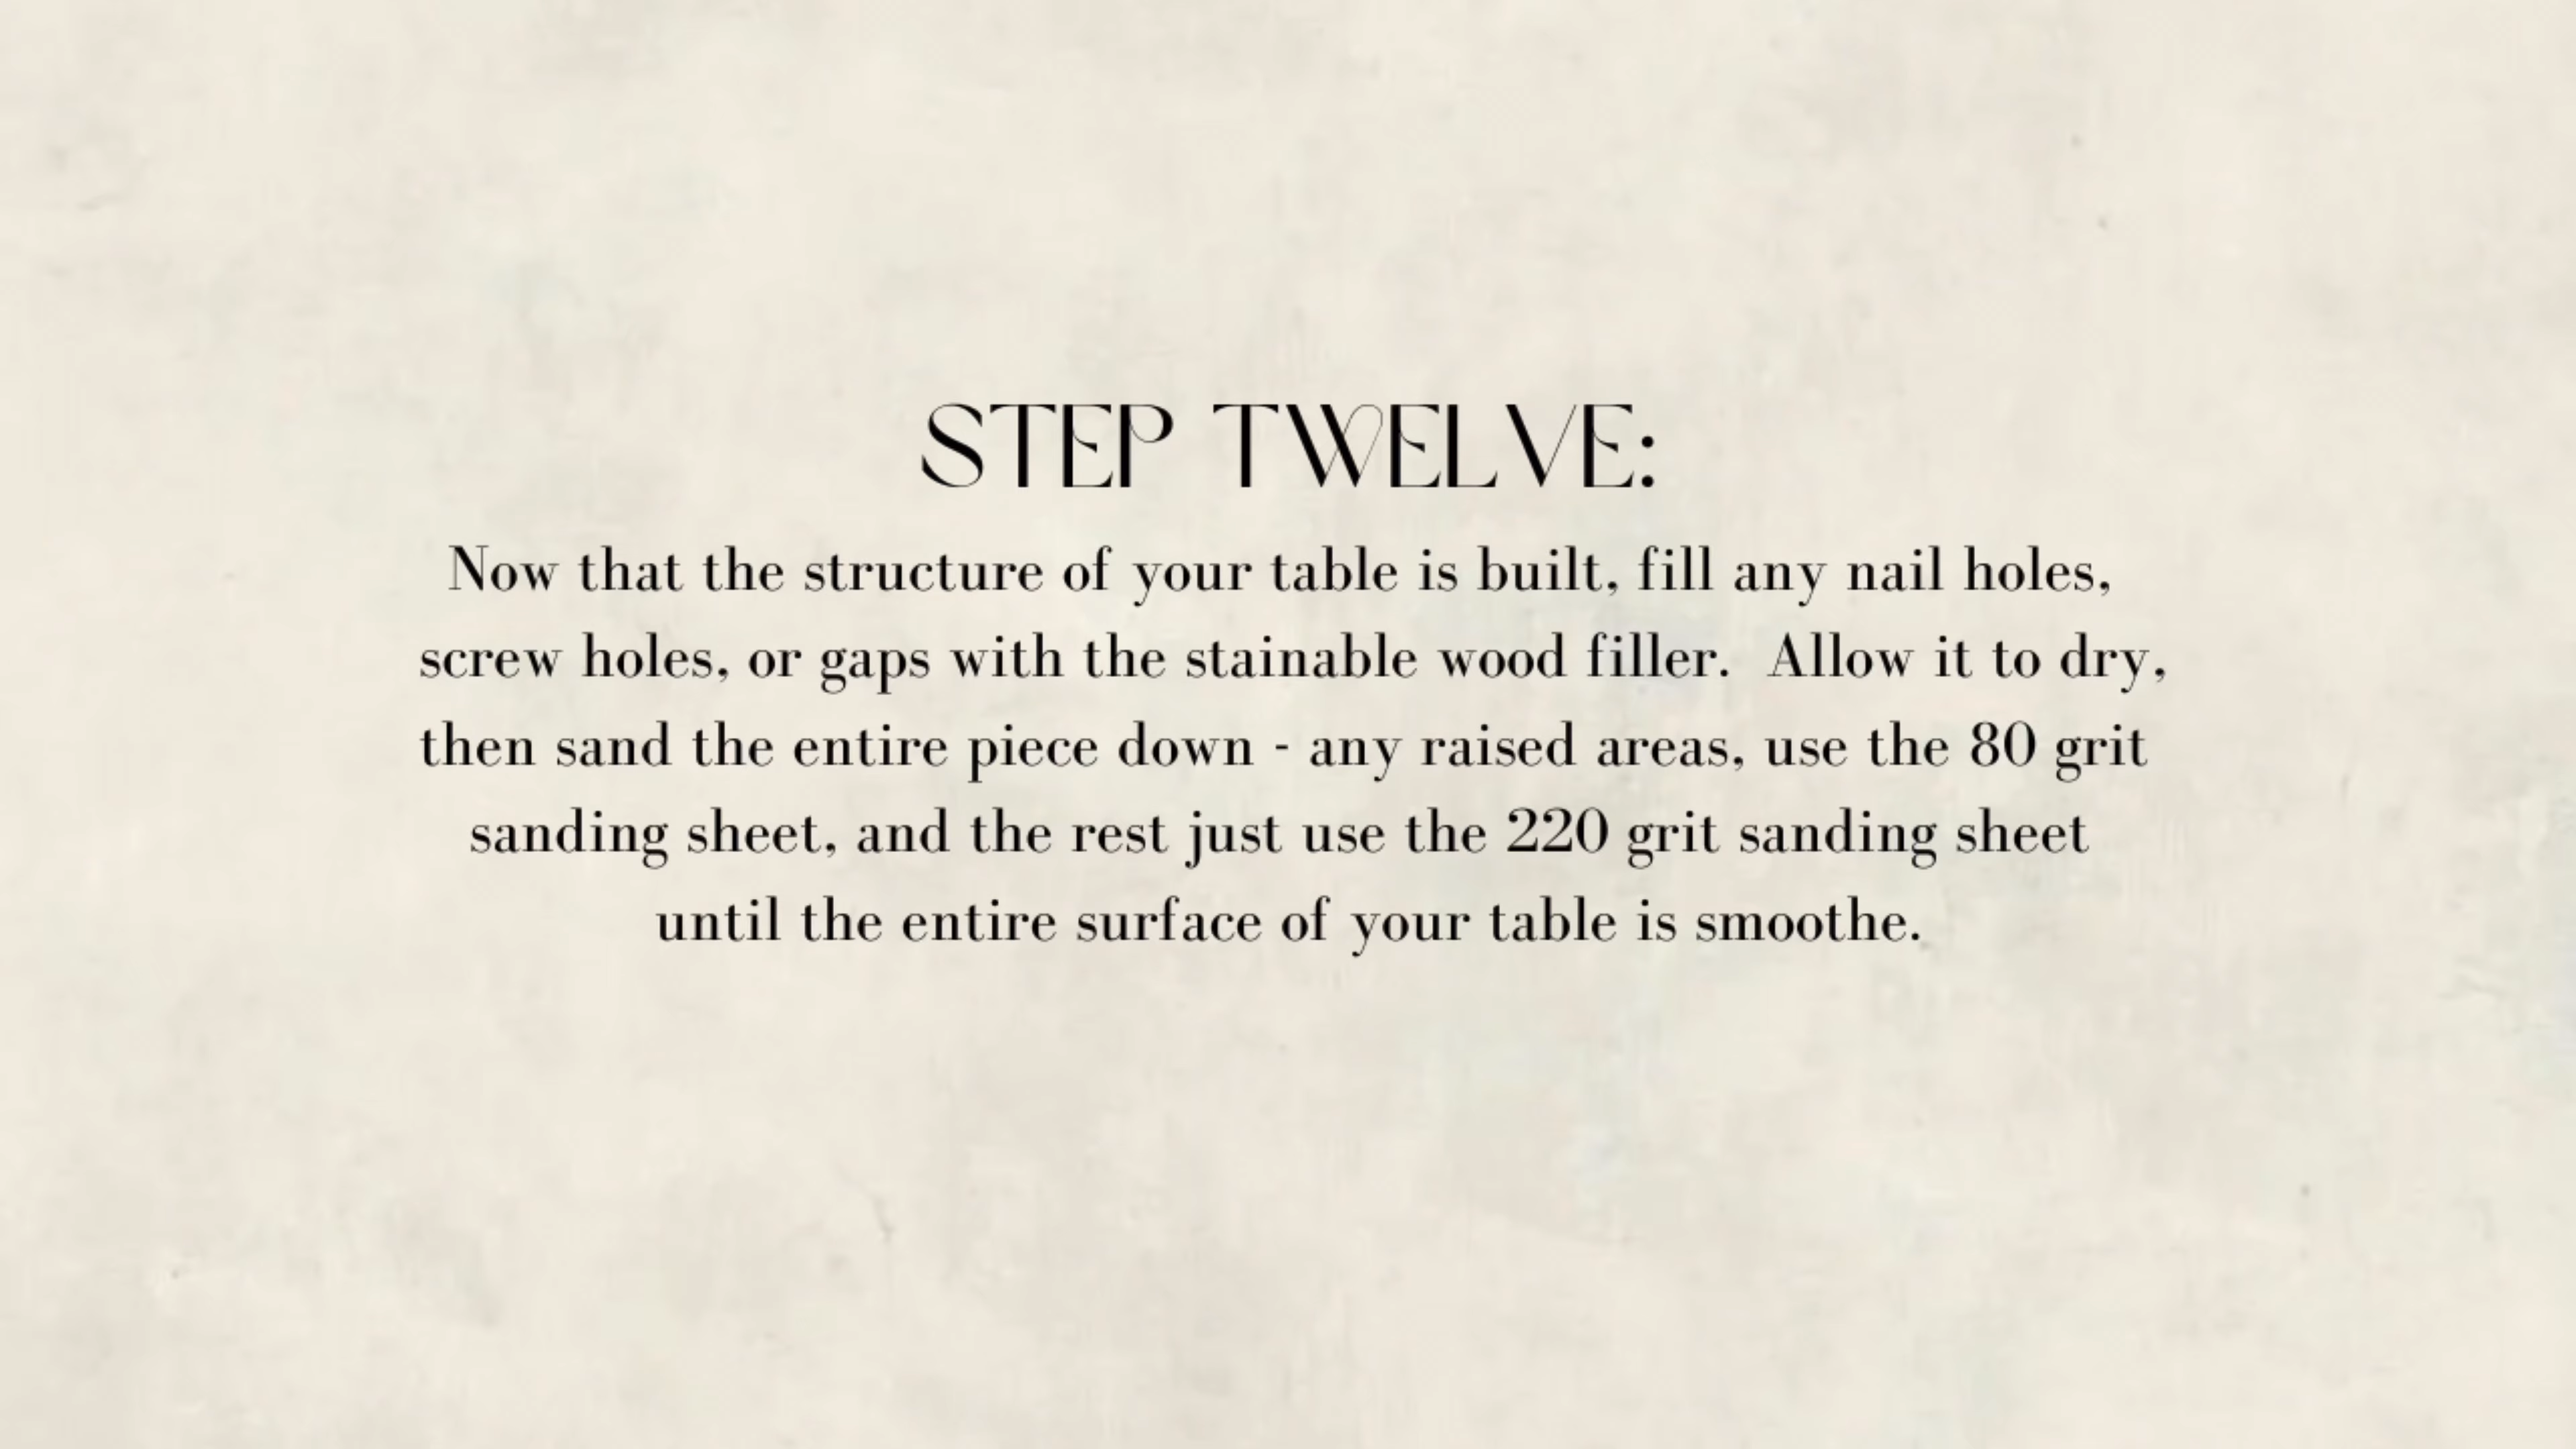 STEP TWELVE:
Now that the structure of your table is built, fill any nail holes,
screw holes, or gaps with the stainable wood filler.  Allow it to dry,
then sand the entire piece down - any raised areas, use the 80 grit
sanding sheet, and the rest just use the 220 grit sanding sheet
until the entire surface of your table is smoothe.